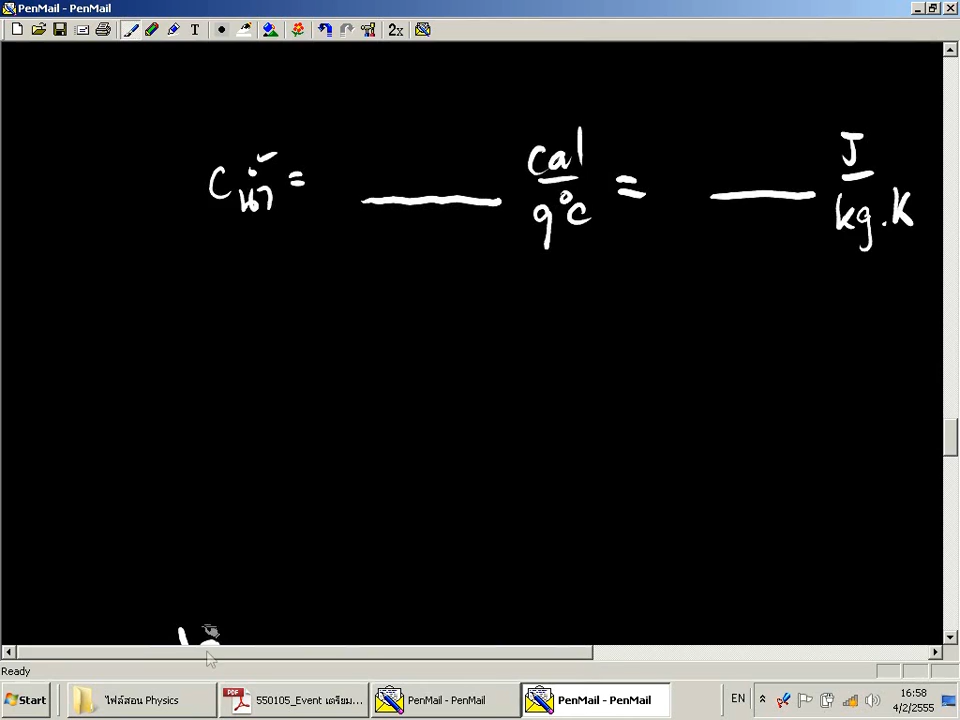 PenMail - PenMail
T 2x
C น้ำ = ____ cal/g°C = ____ J/kg.K
Ready
Start ไฟล์สอน Physics 550105_Event เตรียม... PenMail - PenMail PenMail - PenMail EN 16:58
4/2/2555